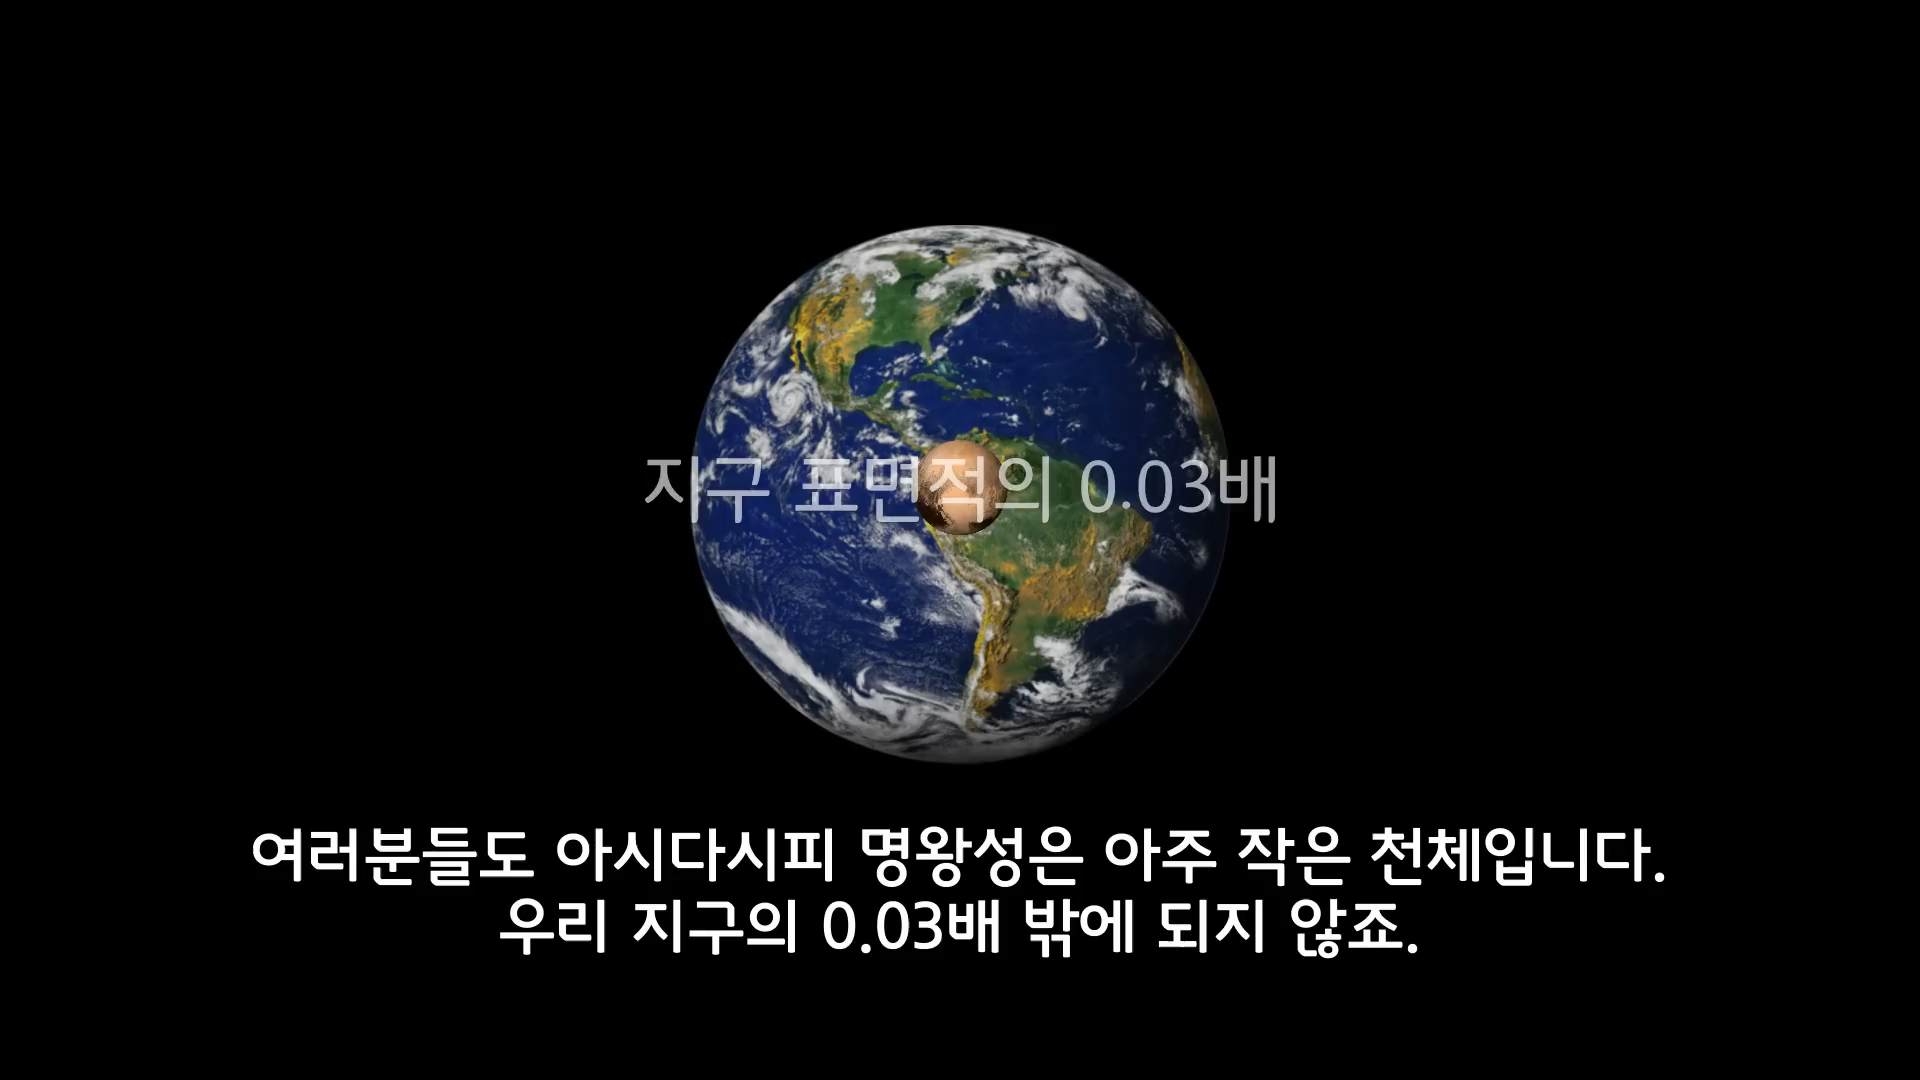 지구 표면적의 0.03배
여러분들도 아시다시피 명왕성은 아주 작은 천체입니다.
우리 지구의 0.03배 밖에 되지 않죠.